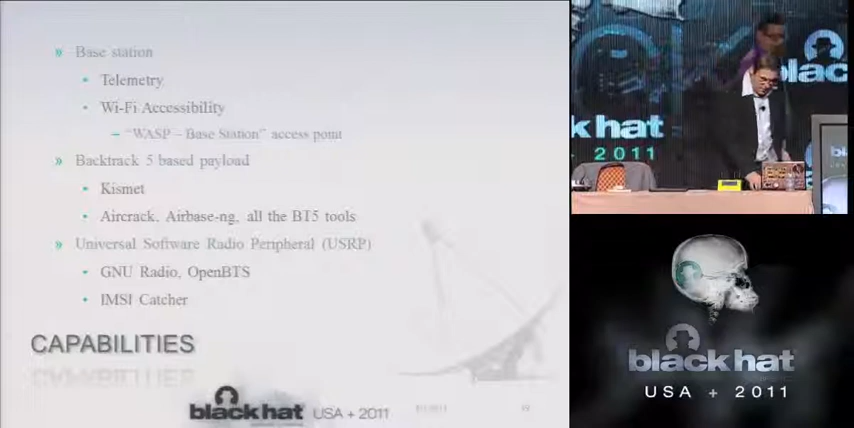 » Base station
• Telemetry
• Wi-Fi Accessibility
– "WASP – Base Station" access point
» Backtrack 5 based payload
• Kismet
• Aircrack, Airbase-ng, all the BT5 tools
» Universal Software Radio Peripheral (USRP)
• GNU Radio, OpenBTS
• IMSI Catcher
CAPABILITIES
black hat USA + 2011
19
blac
k hat
2011
black hat
USA + 2011